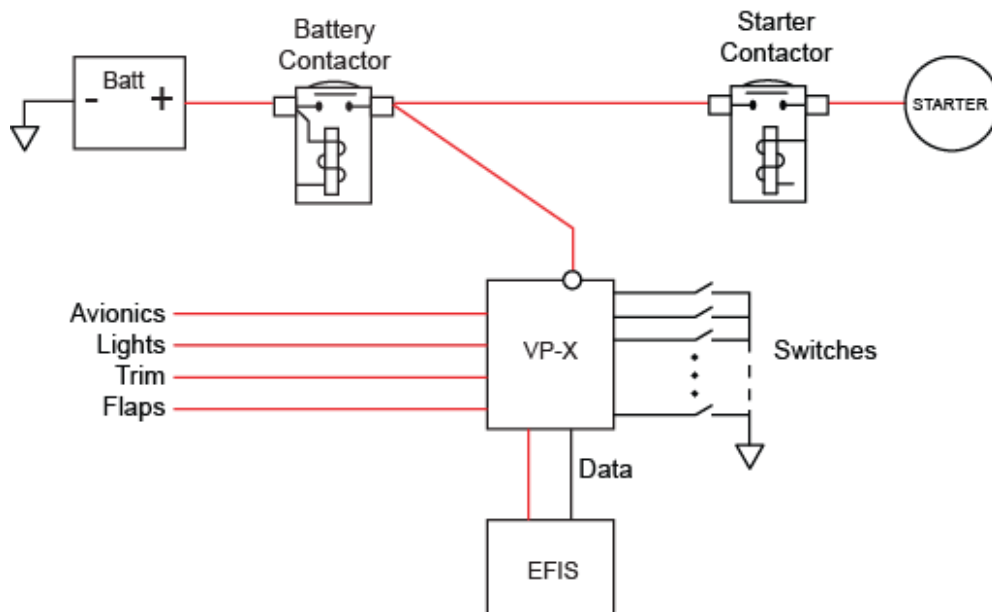 Battery
Contactor
Starter
Contactor
Batt
- +
STARTER
Avionics
Lights
Trim
Flaps
VP-X
Switches
Data
EFIS